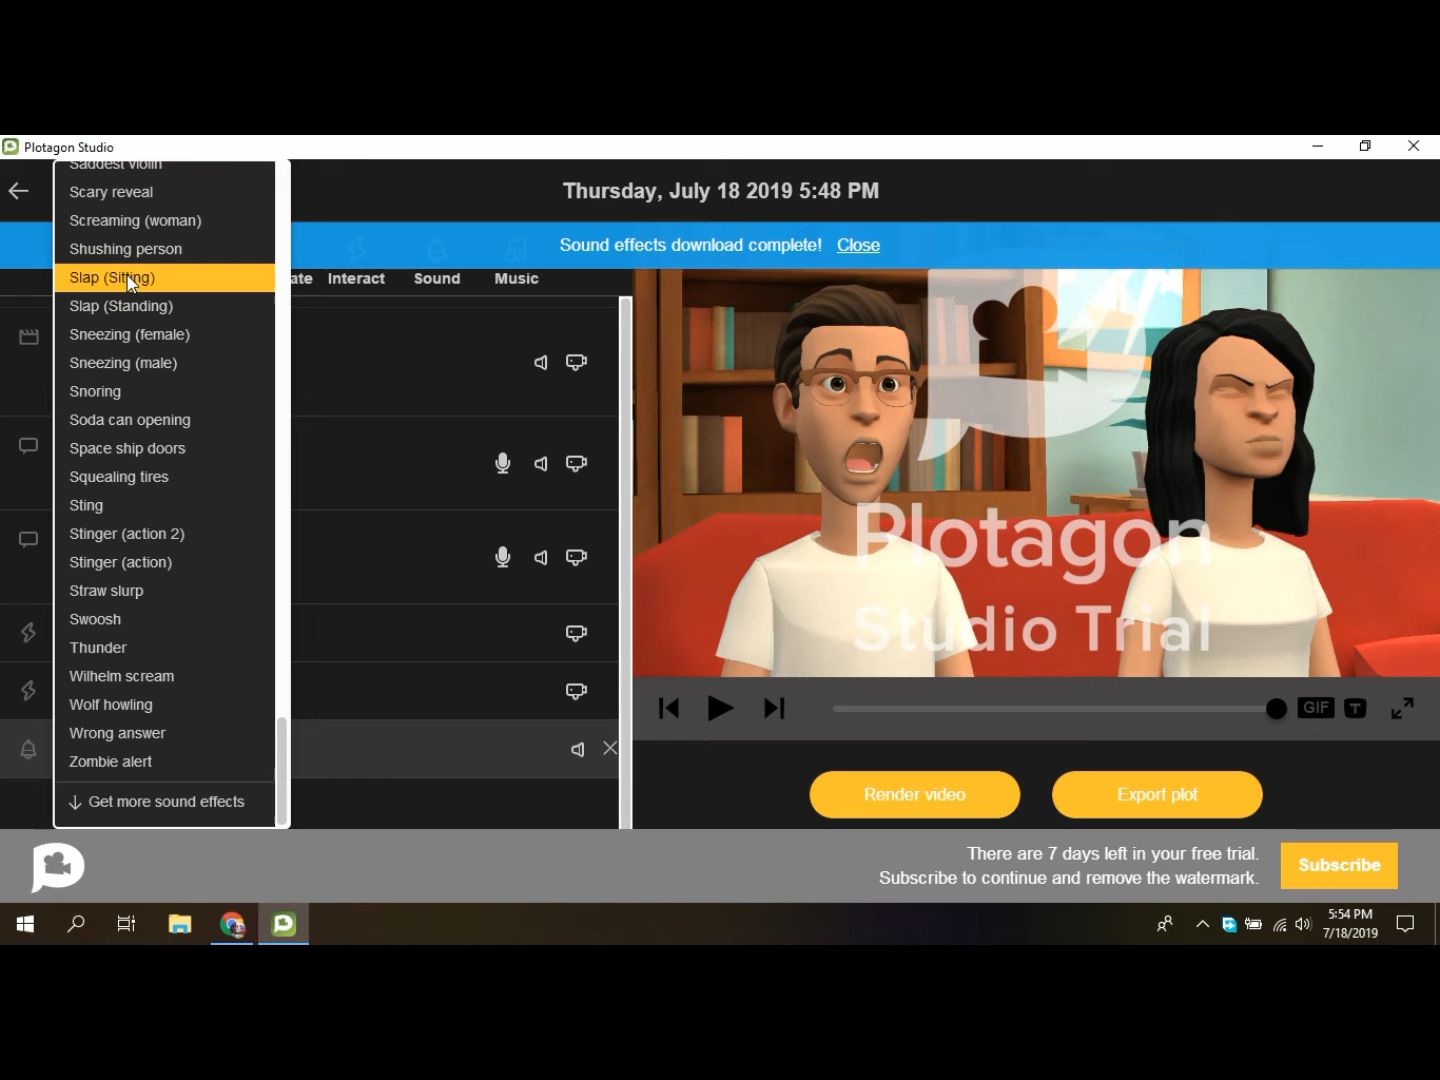 Plotagon Studio
Thursday, July 18 2019 5:48 PM
Sound effects download complete! Close
Saddest violin
Scary reveal
Screaming (woman)
Shushing person
Slap (Sitting)
Slap (Standing)
Sneezing (female)
Sneezing (male)
Snoring
Soda can opening
Space ship doors
Squealing tires
Sting
Stinger (action 2)
Stinger (action)
Straw slurp
Swoosh
Thunder
Wilhelm scream
Wolf howling
Wrong answer
Zombie alert
Get more sound effects
ate Interact Sound Music
Plotagon
Studio Trial
GIF T
Render video Export plot
There are 7 days left in your free trial.
Subscribe to continue and remove the watermark.
Subscribe
5:54 PM
7/18/2019